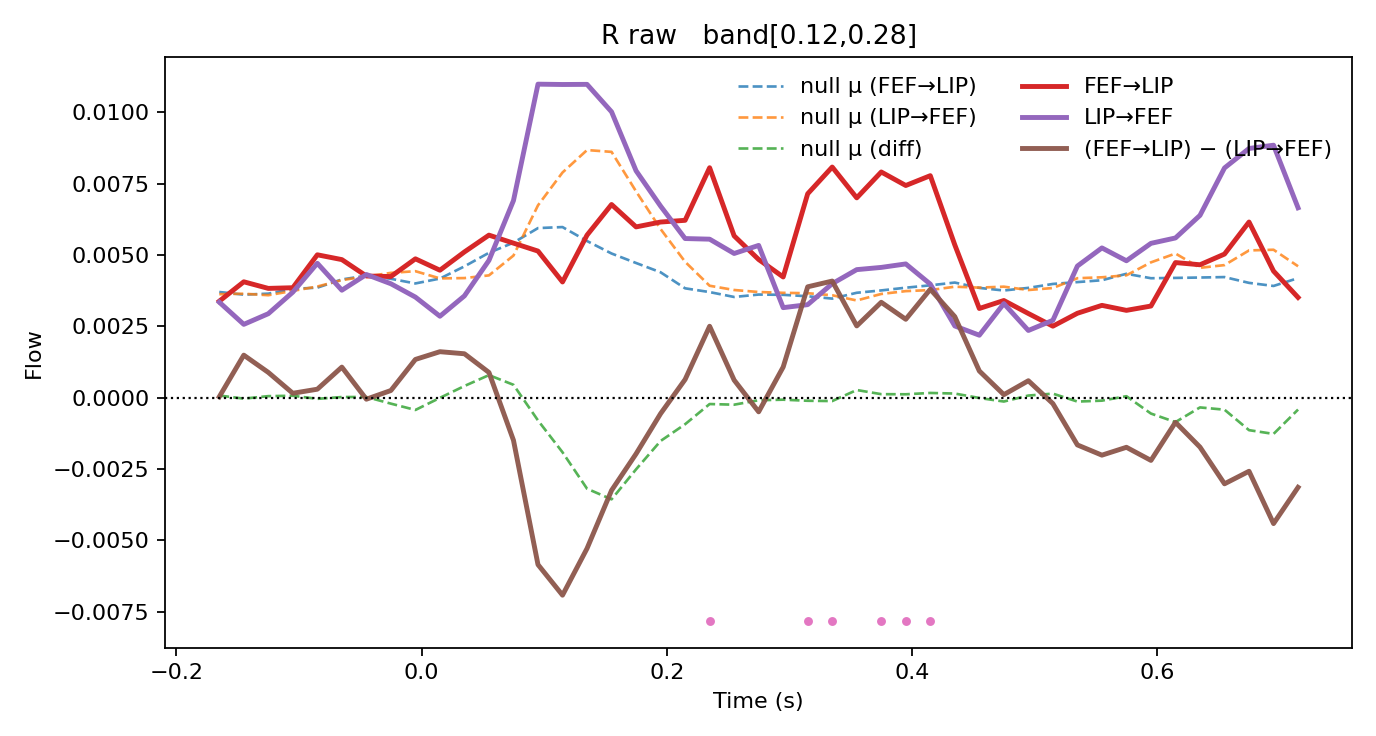 R raw   band[0.12,0.28]
null μ (FEF→LIP)
null μ (LIP→FEF)
null μ (diff)
FEF→LIP
LIP→FEF
(FEF→LIP) − (LIP→FEF)
Flow
0.0100
0.0075
0.0050
0.0025
0.0000
−0.0025
−0.0050
−0.0075
−0.2
0.0
0.2
0.4
0.6
Time (s)